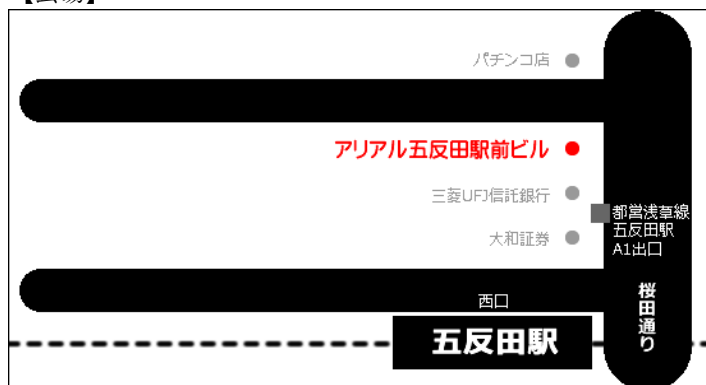 【会場】
パチンコ店
アリアル五反田駅前ビル
三菱UFJ信託銀行
都営浅草線
五反田駅
A1出口
大和証券
西口
桜田通り
五反田駅